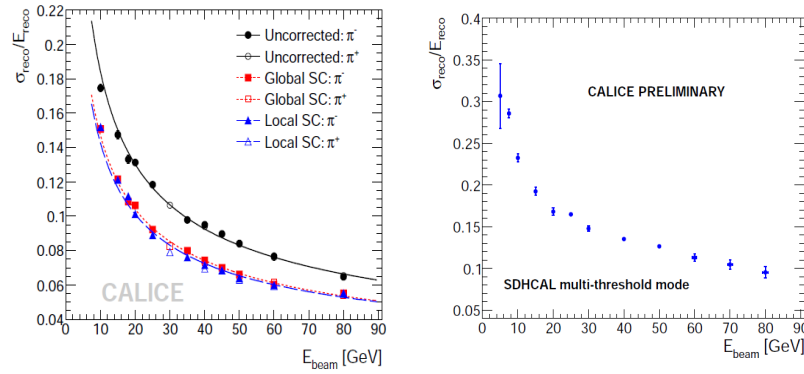 σreco/Ereco
0.22
0.2
0.18
0.16
0.14
0.12
0.1
0.08
0.06
0.04
Uncorrected: π-
Uncorrected: π+
Global SC: π-
Global SC: π+
Local SC: π-
Local SC: π+
CALICE
0 10 20 30 40 50 60 70 80 90
Ebeam [GeV]
σreco/Ereco
0.4
0.35
0.3
0.25
0.2
0.15
0.1
0.05
CALICE PRELIMINARY
SDHCAL multi-threshold mode
0 10 20 30 40 50 60 70 80
Ebeam [GeV]